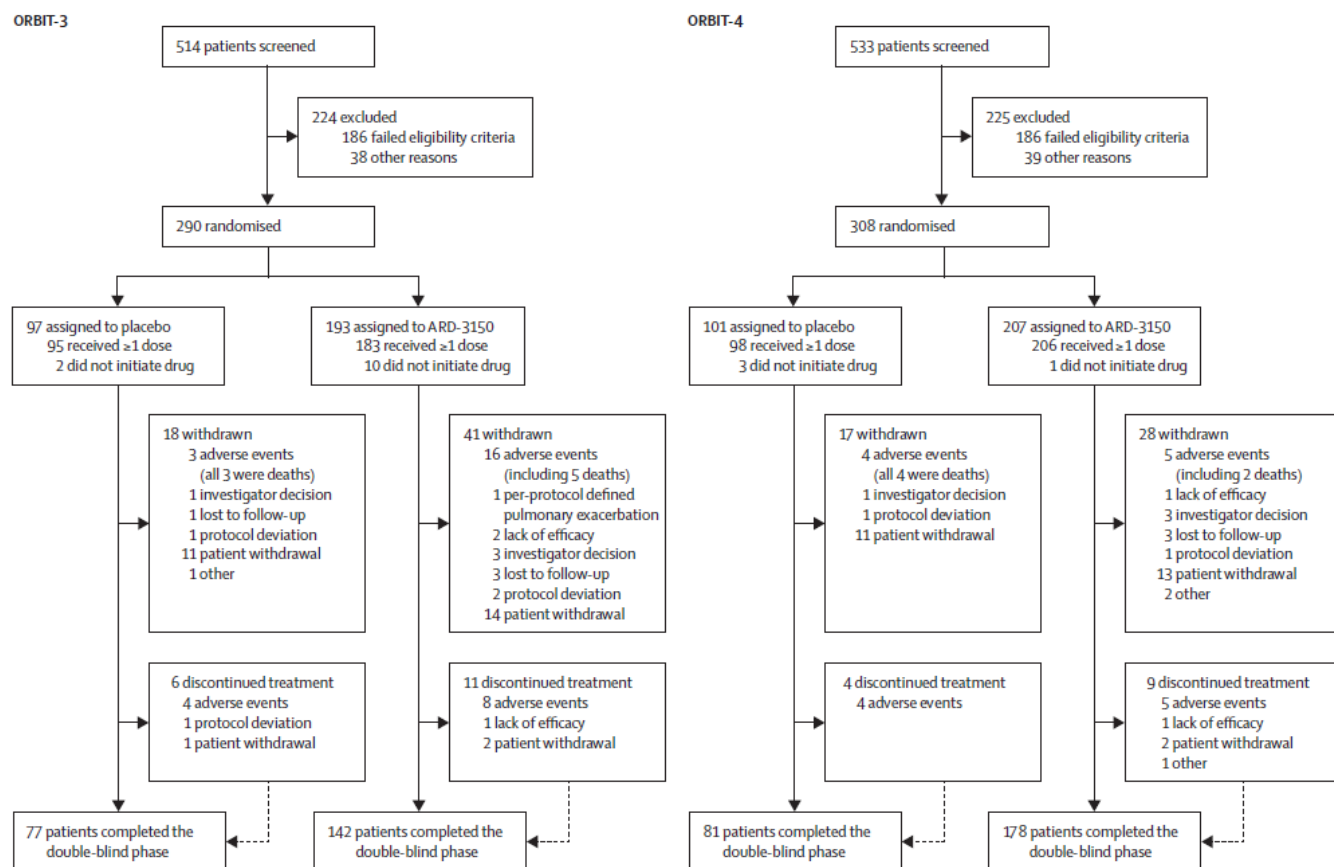 ORBIT-3
514 patients screened
224 excluded
186 failed eligibility criteria
38 other reasons
290 randomised
97 assigned to placebo
95 received ≥1 dose
2 did not initiate drug
193 assigned to ARD-3150
183 received ≥1 dose
10 did not initiate drug
18 withdrawn
3 adverse events
(all 3 were deaths)
1 investigator decision
1 lost to follow-up
1 protocol deviation
11 patient withdrawal
1 other
41 withdrawn
16 adverse events
(including 5 deaths)
1 per-protocol defined
pulmonary exacerbation
2 lack of efficacy
3 investigator decision
3 lost to follow-up
2 protocol deviation
14 patient withdrawal
6 discontinued treatment
4 adverse events
1 protocol deviation
1 patient withdrawal
11 discontinued treatment
8 adverse events
1 lack of efficacy
2 patient withdrawal
77 patients completed the
double-blind phase
142 patients completed the
double-blind phase
ORBIT-4
533 patients screened
225 excluded
186 failed eligibility criteria
39 other reasons
308 randomised
101 assigned to placebo
98 received ≥1 dose
3 did not initiate drug
207 assigned to ARD-3150
206 received ≥1 dose
1 did not initiate drug
17 withdrawn
4 adverse events
(all 4 were deaths)
1 investigator decision
1 protocol deviation
11 patient withdrawal
28 withdrawn
5 adverse events
(including 2 deaths)
1 lack of efficacy
3 investigator decision
3 lost to follow-up
1 protocol deviation
13 patient withdrawal
2 other
4 discontinued treatment
4 adverse events
9 discontinued treatment
5 adverse events
1 lack of efficacy
2 patient withdrawal
1 other
81 patients completed the
double-blind phase
178 patients completed the
double-blind phase